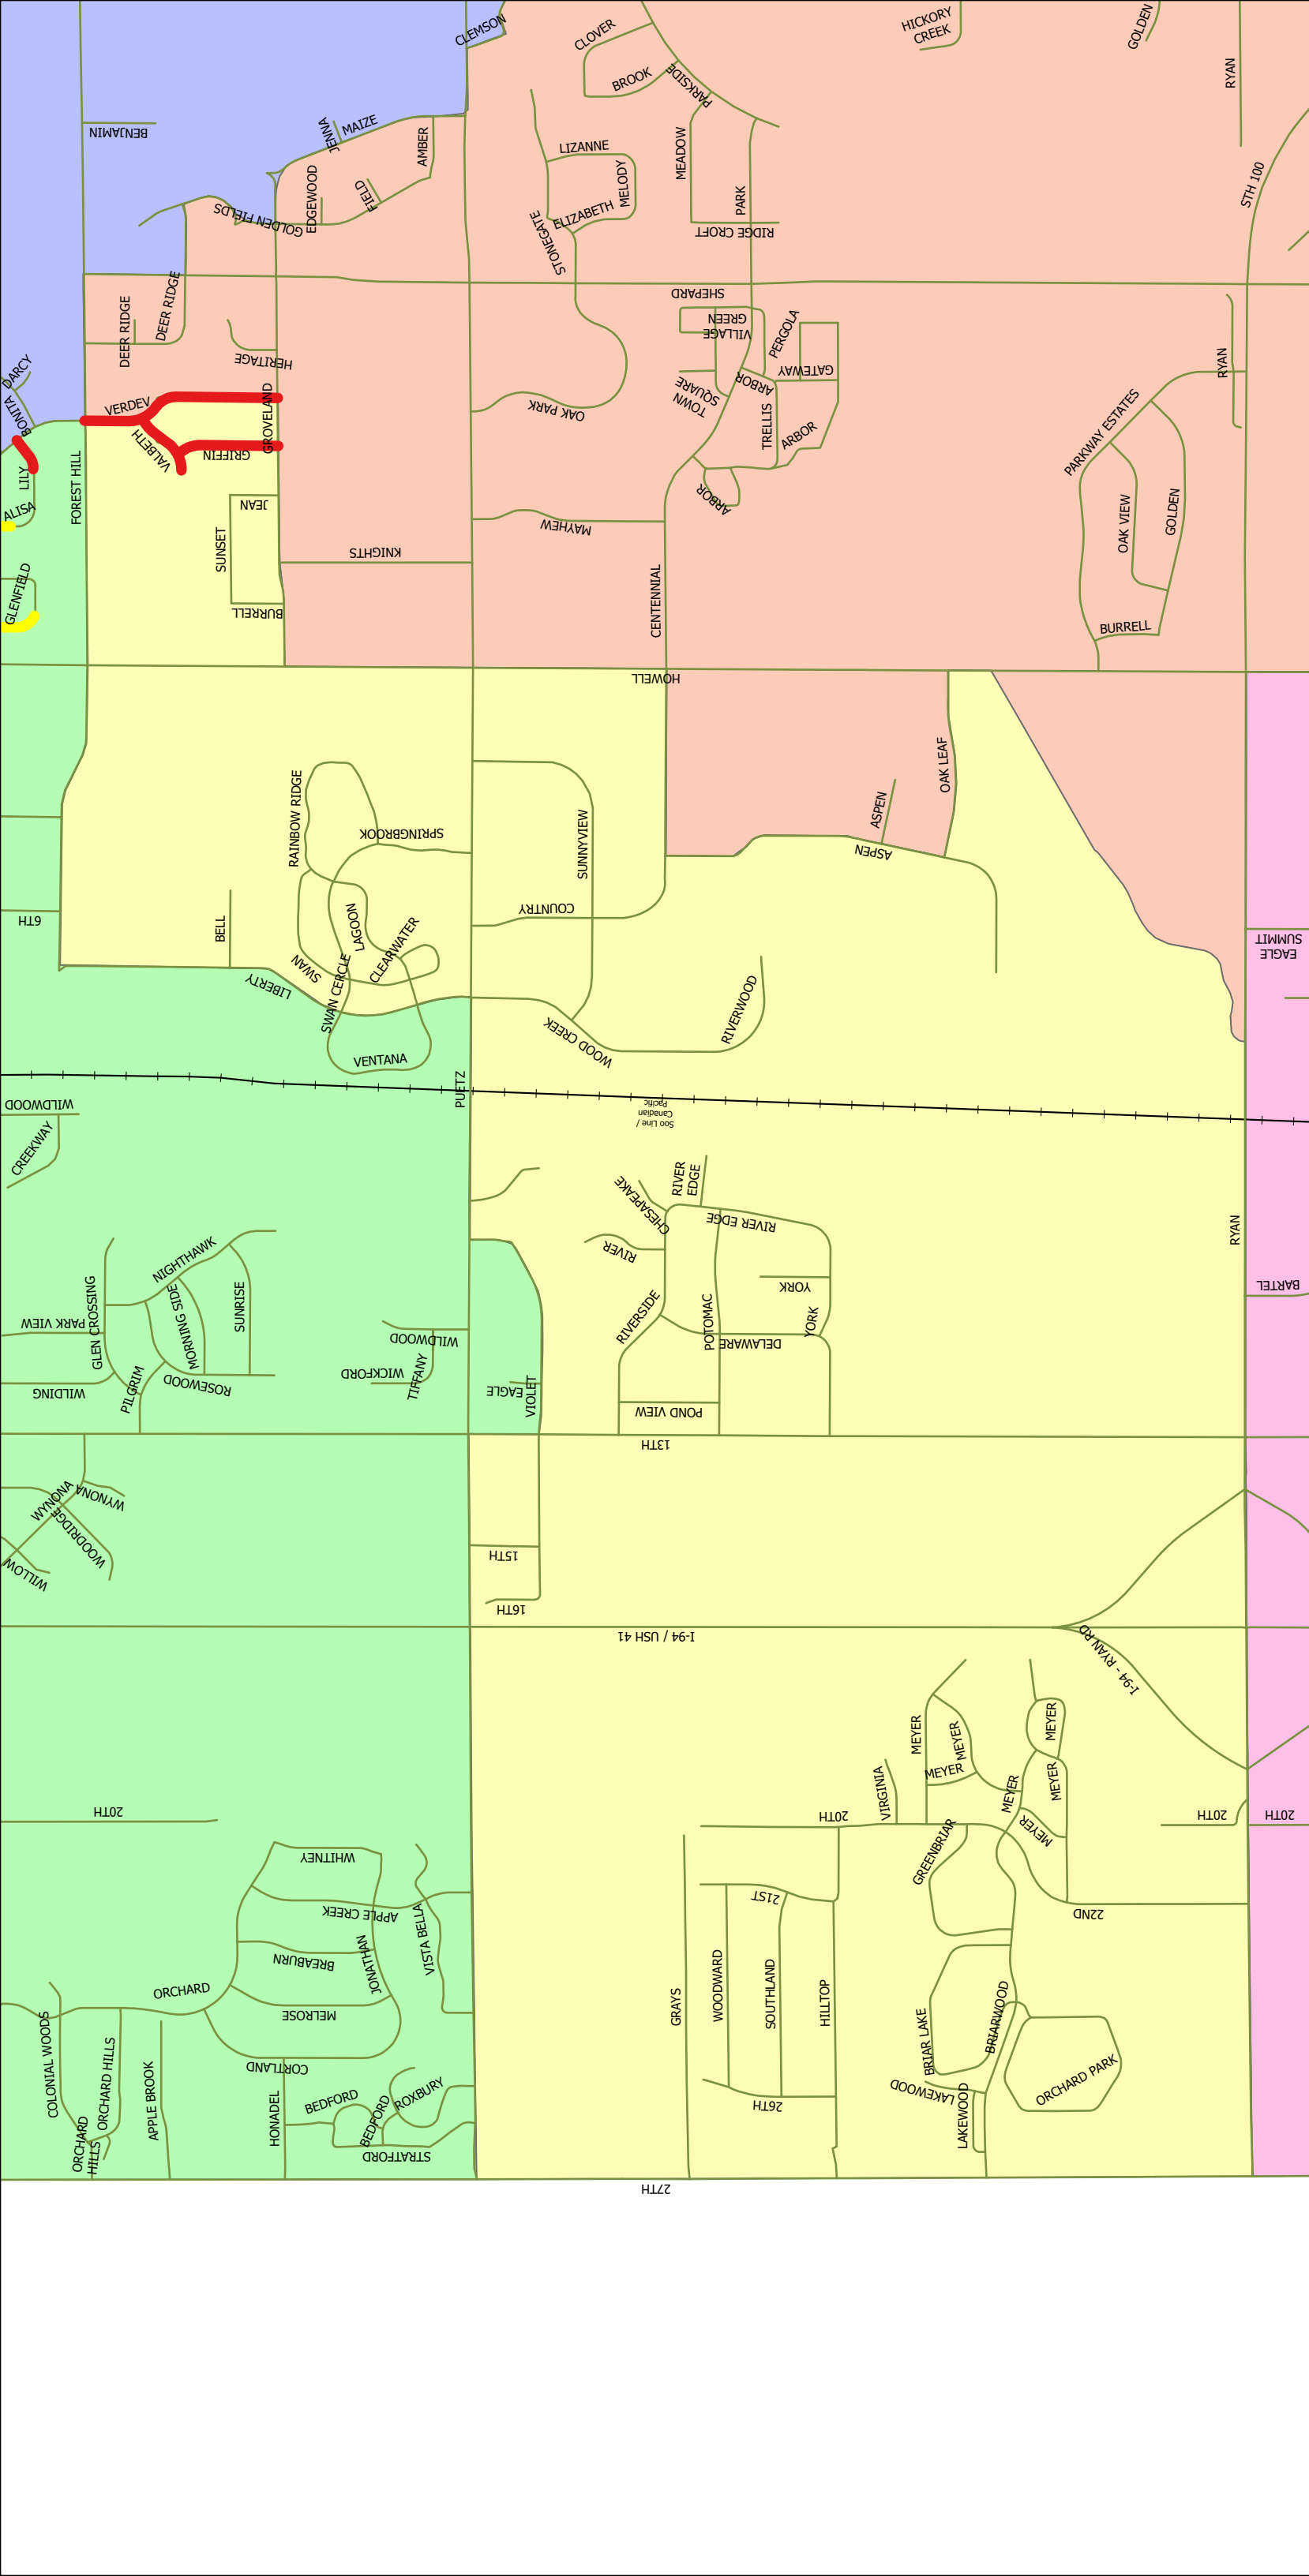 CLEMSON
CLOVER
BROOK
PARKSIDE
HICKORY
CREEK
GOLDEN
RYAN
BENJAMIN
JENNA
MAIZE
AMBER
LIZANNE
MELODY
MEADOW
PARK
STH 100
EDGEWOOD
FIELD
GOLDEN FIELDS
ELIZABETH
STONEGATE
RIDGE CROFT
DEER RIDGE
DEER RIDGE
SHEPARD
VILLAGE
GREEN
PERGOLA
HERITAGE
GATEWAY
RYAN
DARCY
BONITA
VERDEV
GROVELAND
OAK PARK
TOWN
SQUARE
ARBOR
TRELLIS
ARBOR
PARKWAY ESTATES
VALBETH
GRIFFIN
LILY
FOREST HILL
ALISA
JEAN
SUNSET
ARBOR
MAYHEW
OAK VIEW
GOLDEN
KNIGHTS
GLENFIELD
BURRELL
CENTENNIAL
BURRELL
HOWELL
RAINBOW RIDGE
SPRINGBROOK
SUNNYVIEW
OAK LEAF
ASPEN
ASPEN
6TH
BELL
LAGOON
CLEARWATER
COUNTRY
EAGLE
SUMMIT
SWAN
SWAN CERCLE
LIBERTY
RIVERWOOD
WOOD CREEK
VENTANA
PUETZ
WILDWOOD
Soo Line /
Canadian
Pacific
CREEKWAY
CHESAPEAKE
RIVER
EDGE
RIVER EDGE
RYAN
NIGHTHAWK
RIVER
GLEN CROSSING
MORNING SIDE
SUNRISE
YORK
BARTEL
PARK VIEW
RIVERSIDE
POTOMAC
YORK
WILDWOOD
DELAWARE
WICKFORD
TIFFANY
EAGLE
VIOLET
WILDING
PILGRIM
ROSEWOOD
POND VIEW
13TH
WYNONA
WYNONA
WOODRIDGE
WILLOW
15TH
16TH
I-94 / USH 41
I-94 - RYAN RD
MEYER
MEYER
MEYER
MEYER
MEYER
MEYER
MEYER
VIRGINIA
20TH
20TH
20TH
20TH
WHITNEY
GREENBRIAR
APPLE CREEK
VISTA BELLA
21ST
22ND
BREABURN
JONATHAN
ORCHARD
MELROSE
GRAYS
WOODWARD
SOUTHLAND
HILLTOP
BRIAR LAKE
BRIARWOOD
COLONIAL WOODS
ORCHARD HILLS
APPLE BROOK
CORTLAND
HONADEL
BEDFORD
BEDFORD
ROXBURY
STRATFORD
26TH
LAKEWOOD
LAKEWOOD
ORCHARD PARK
ORCHARD
HILLS
27TH